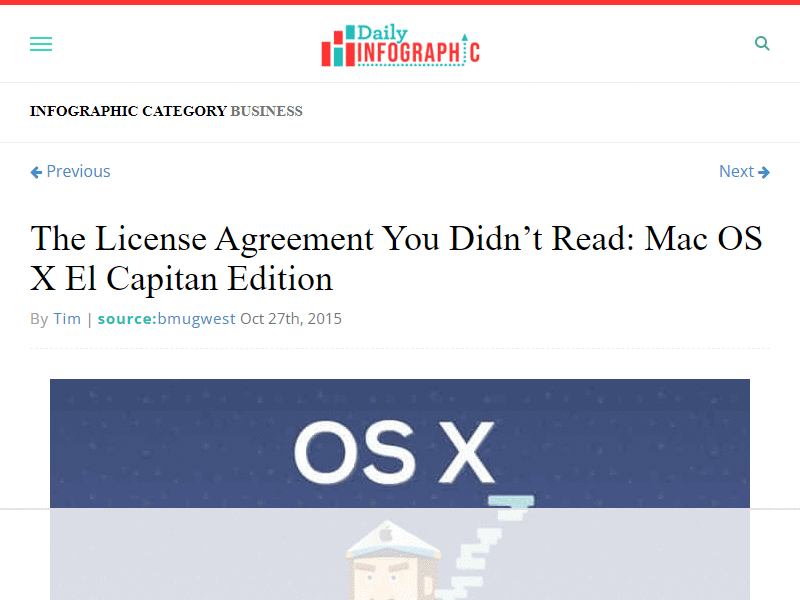 Daily
INFOGRAPHIC
INFOGRAPHIC CATEGORY BUSINESS
Previous
Next
The License Agreement You Didn’t Read: Mac OS
X El Capitan Edition
By Tim | source:bmugwest Oct 27th, 2015
OS X